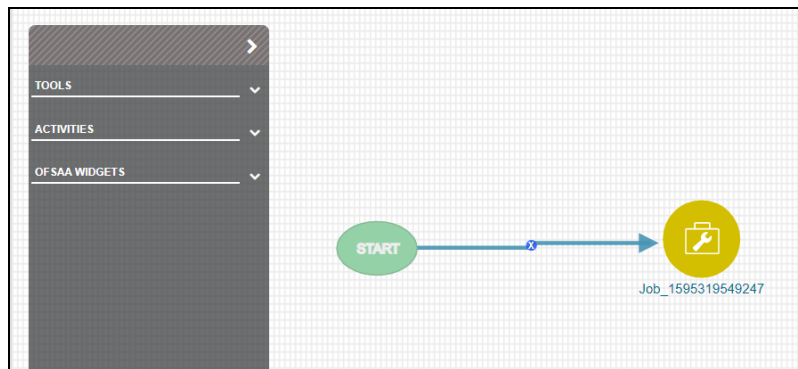 TOOLS
ACTIVITIES
OFSAA WIDGETS
START
X
Job_1595319549247